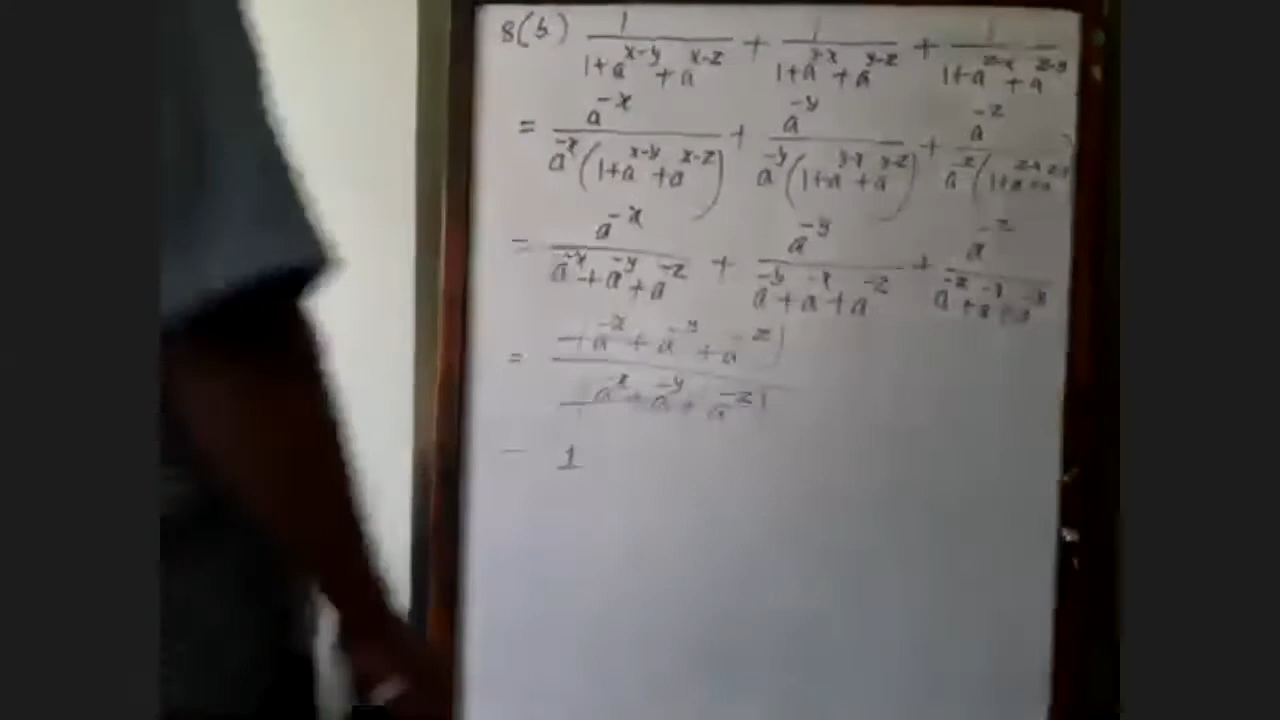 8(b) 1/(1+a^(x-y)+a^(x-z)) + 1/(1+a^(y-x)+a^(y-z)) + 1/(1+a^(z-x)+a^(z-y))
= a^(-x)/(a^(-x)(1+a^(x-y)+a^(x-z))) + a^(-y)/(a^(-y)(1+a^(y-x)+a^(y-z))) + a^(-z)/(a^(-z)(1+a^(z-x)+a^(z-y)))
= a^(-x)/(a^(-x)+a^(-y)+a^(-z)) + a^(-y)/(a^(-y)+a^(-x)+a^(-z)) + a^(-z)/(a^(-z)+a^(-x)+a^(-y))
= (a^(-x)+a^(-y)+a^(-z))/(a^(-x)+a^(-y)+a^(-z))
= 1